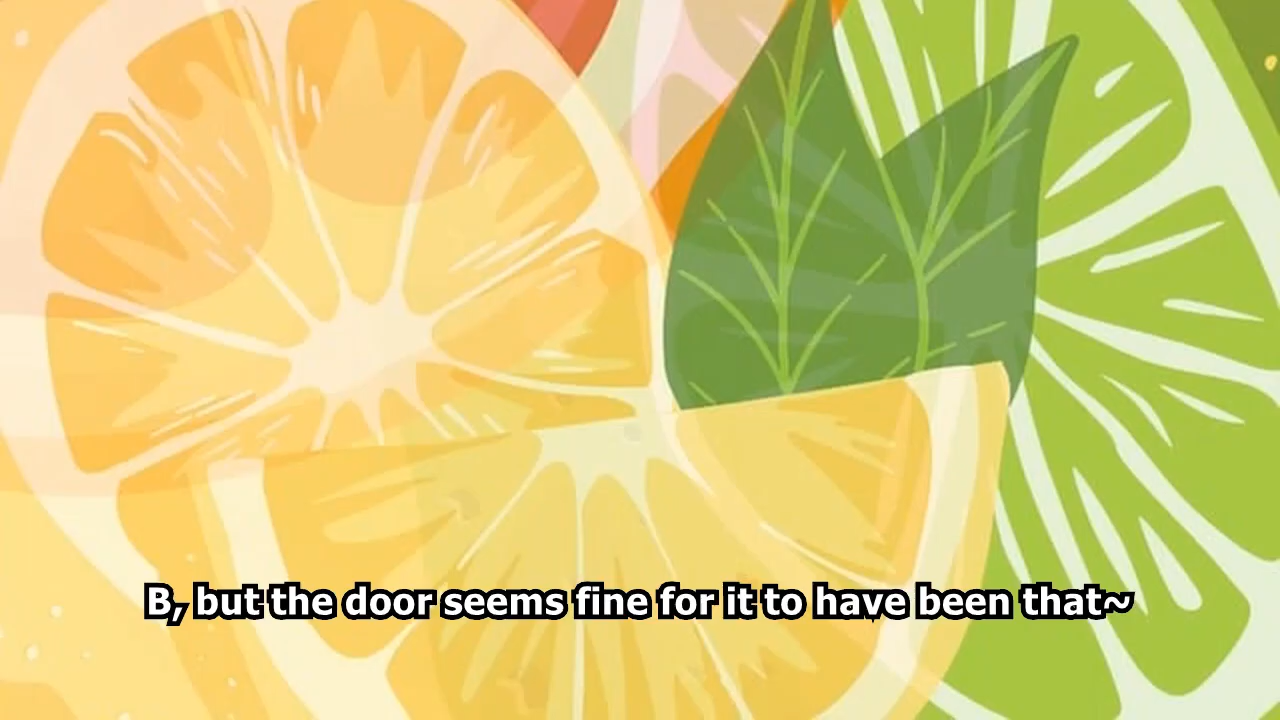 B, but the door seems fine for it to have been that~